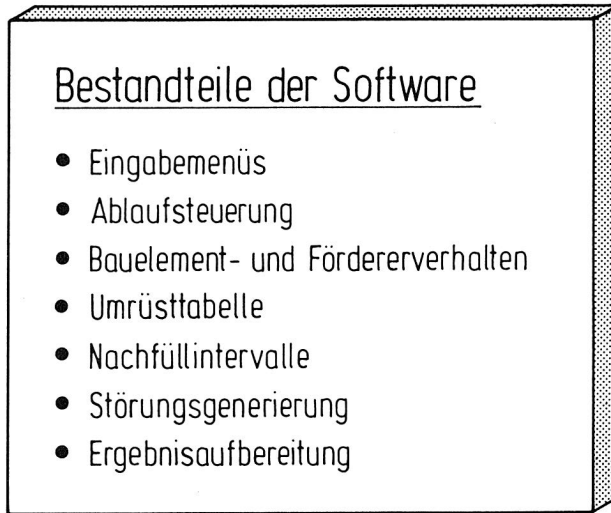 Bestandteile der Software
• Eingabemenüs
• Ablaufsteuerung
• Bauelement- und Fördererverhalten
• Umrüsttabelle
• Nachfüllintervalle
• Störungsgenerierung
• Ergebnisaufbereitung